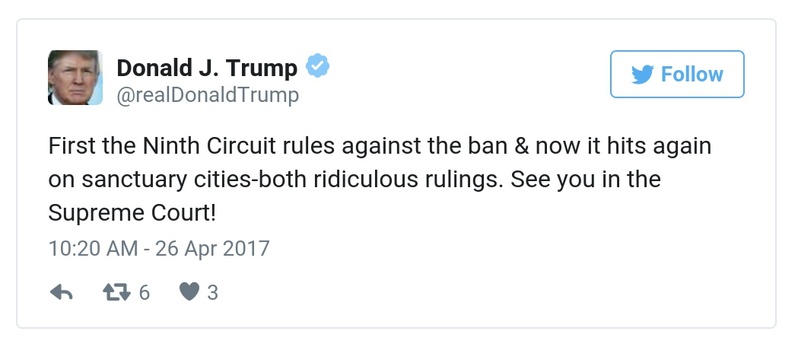 Donald J. Trump
@realDonaldTrump
Follow
First the Ninth Circuit rules against the ban & now it hits again
on sanctuary cities-both ridiculous rulings. See you in the
Supreme Court!
10:20 AM - 26 Apr 2017
6 3